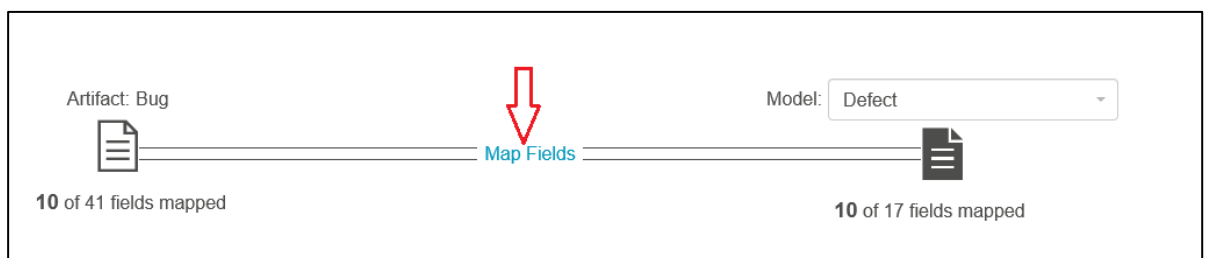 Artifact: Bug
Model: Defect
Map Fields
10 of 41 fields mapped
10 of 17 fields mapped